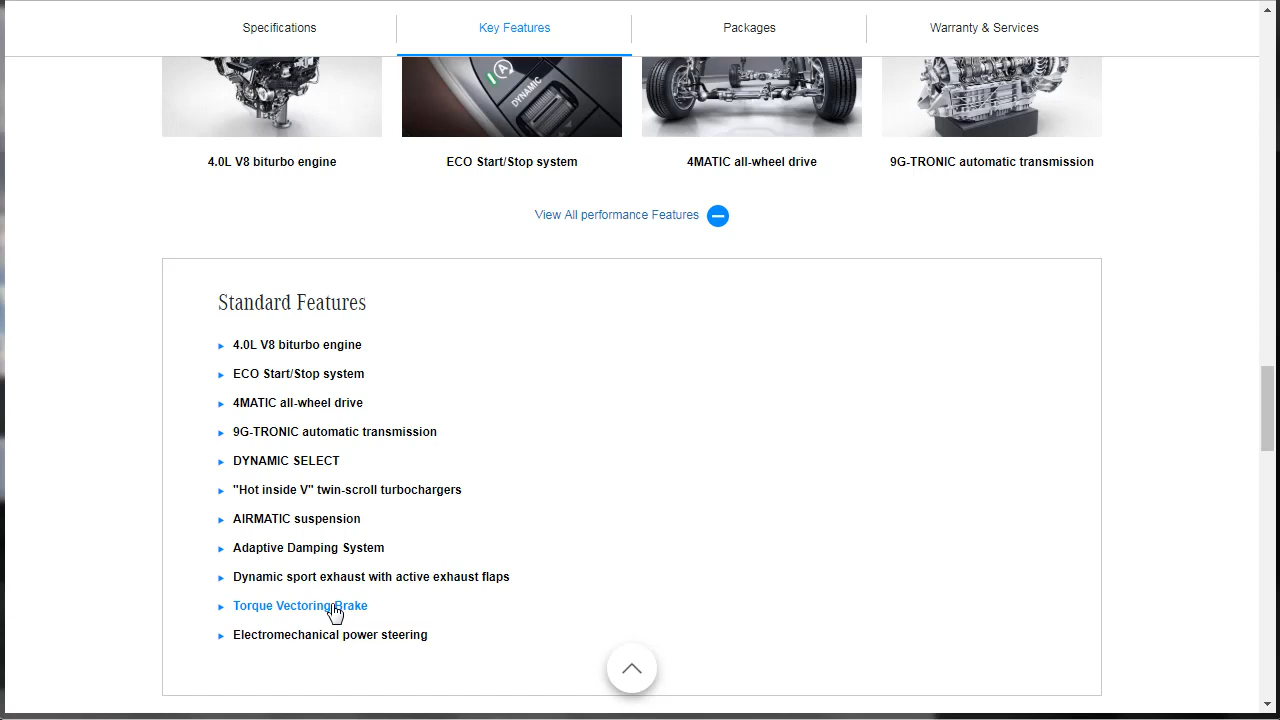 Specifications
Key Features
Packages
Warranty & Services
A
DYNAMIC
4.0L V8 biturbo engine
ECO Start/Stop system
4MATIC all-wheel drive
9G-TRONIC automatic transmission
View All performance Features
Standard Features
4.0L V8 biturbo engine
ECO Start/Stop system
4MATIC all-wheel drive
9G-TRONIC automatic transmission
DYNAMIC SELECT
"Hot inside V" twin-scroll turbochargers
AIRMATIC suspension
Adaptive Damping System
Dynamic sport exhaust with active exhaust flaps
Torque Vectoring Brake
Electromechanical power steering